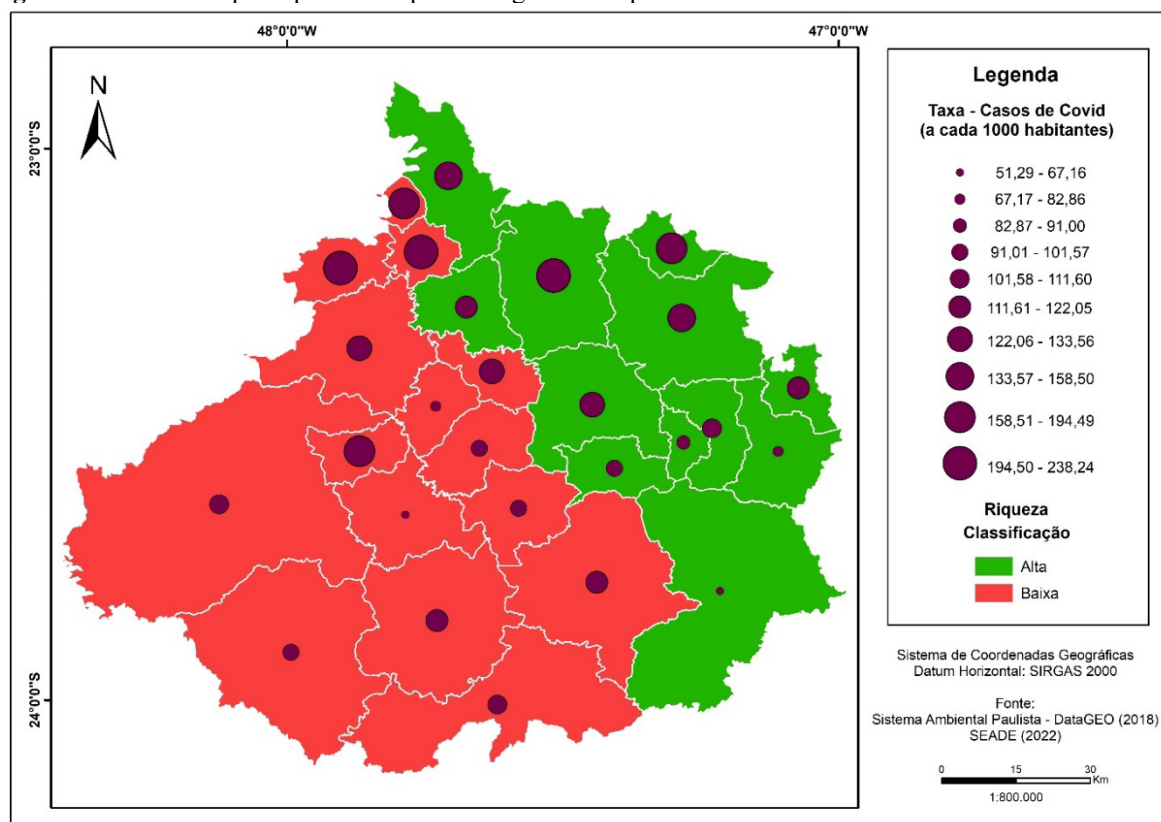 48°0'0"W
47°0'0"W
N
23°0'0"S
24°0'0"S
Legenda
Taxa - Casos de Covid
(a cada 1000 habitantes)
51,29 - 67,16
67,17 - 82,86
82,87 - 91,00
91,01 - 101,57
101,58 - 111,60
111,61 - 122,05
122,06 - 133,56
133,57 - 158,50
158,51 - 194,49
194,50 - 238,24
Riqueza
Classificação
Alta
Baixa
Sistema de Coordenadas Geográficas
Datum Horizontal: SIRGAS 2000
Fonte:
Sistema Ambiental Paulista - DataGEO (2018)
SEADE (2022)
0 15 30
Km
1:800.000